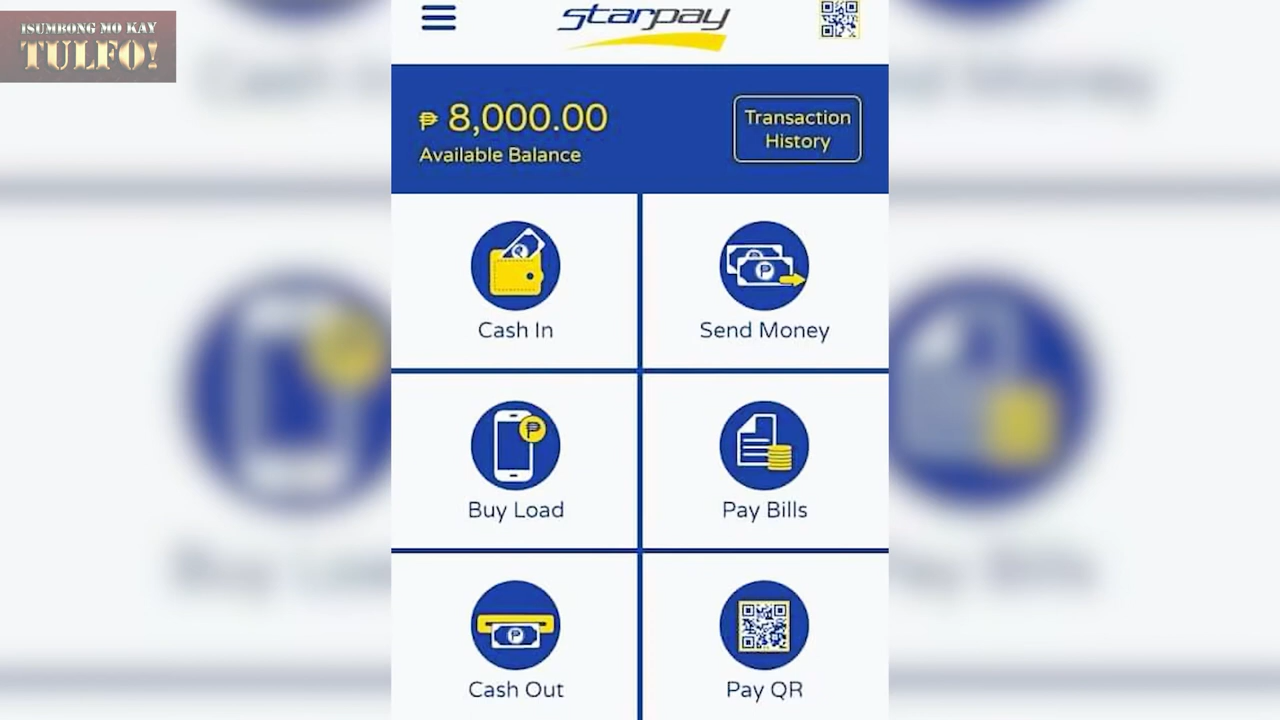 ISUMBONG MO KAY
TULFO!
starpay
₱ 8,000.00
Available Balance
Transaction
History
Cash In
Send Money
Buy Load
Pay Bills
Cash Out
Pay QR